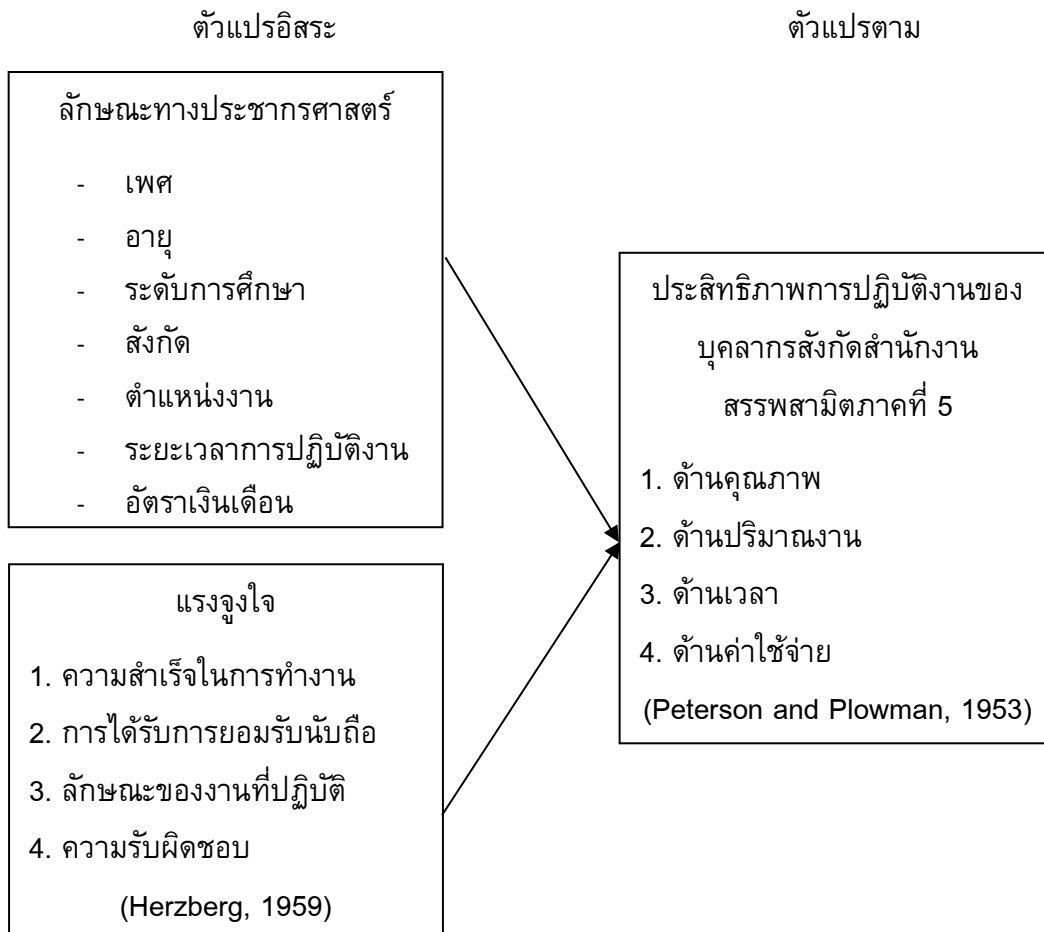 ตัวแปรอิสระ
ตัวแปรตาม
ลักษณะทางประชากรศาสตร์
- เพศ
- อายุ
- ระดับการศึกษา
- สังกัด
- ตำแหน่งงาน
- ระยะเวลาการปฏิบัติงาน
- อัตราเงินเดือน
แรงจูงใจ
1. ความสำเร็จในการทำงาน
2. การได้รับการยอมรับนับถือ
3. ลักษณะของงานที่ปฏิบัติ
4. ความรับผิดชอบ
(Herzberg, 1959)
ประสิทธิภาพการปฏิบัติงานของ
บุคลากรสังกัดสำนักงาน
สรรพสามิตภาคที่ 5
1. ด้านคุณภาพ
2. ด้านปริมาณงาน
3. ด้านเวลา
4. ด้านค่าใช้จ่าย
(Peterson and Plowman, 1953)